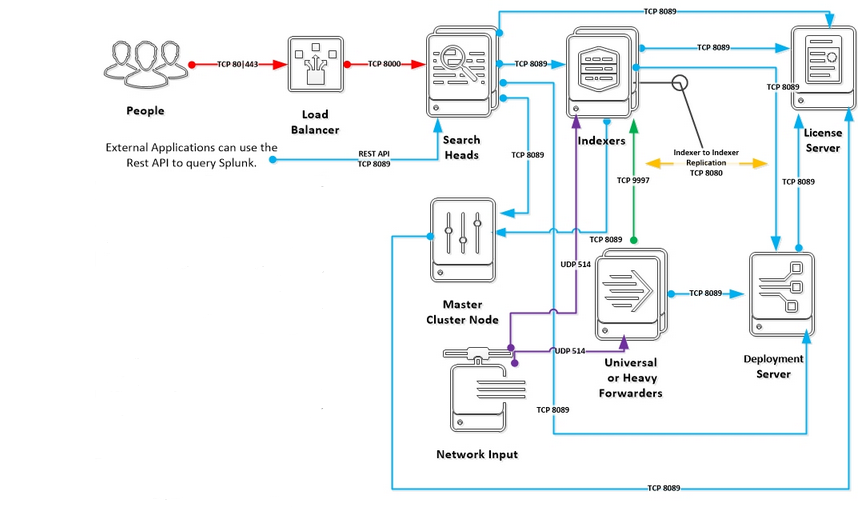 TCP 8089
TCP 8089
TCP 80|443
TCP 8000
TCP 8089
TCP 8089
People
Load
Balancer
Search
Heads
Indexers
License
Server
External Applications can use the
Rest API to query Splunk.
REST API
TCP 8089
TCP 8089
Indexer to Indexer
Replication
TCP 8080
TCP 9997
TCP 8089
TCP 8089
UDP 514
TCP 8089
Master
Cluster Node
UDP 514
Universal
or Heavy
Forwarders
Deployment
Server
TCP 8089
Network Input
TCP 8089